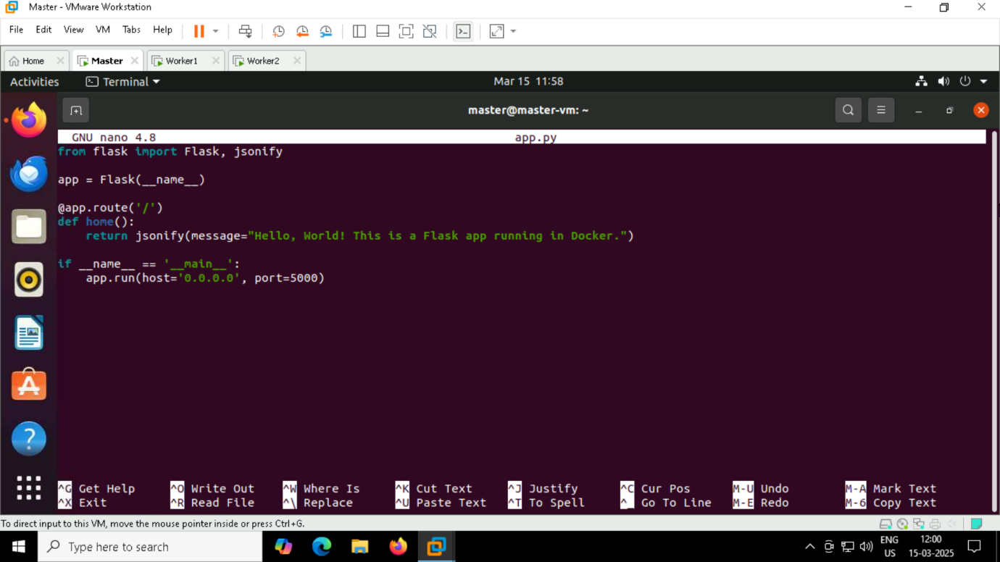 Master - VMware Workstation
File Edit View VM Tabs Help
Home Master Worker1 Worker2
Activities Terminal Mar 15 11:58
master@master-vm: ~
GNU nano 4.8 app.py
from flask import Flask, jsonify
app = Flask(__name__)
@app.route('/')
def home():
    return jsonify(message="Hello, World! This is a Flask app running in Docker.")
if __name__ == '__main__':
    app.run(host='0.0.0.0', port=5000)
^G Get Help ^O Write Out ^W Where Is ^K Cut Text ^J Justify ^C Cur Pos M-U Undo M-A Mark Text
^X Exit ^R Read File ^\ Replace ^U Paste Text ^T To Spell ^_ Go To Line M-E Redo M-6 Copy Text
To direct input to this VM, move the mouse pointer inside or press Ctrl+G.
Type here to search
ENG 12:00
US 15-03-2025